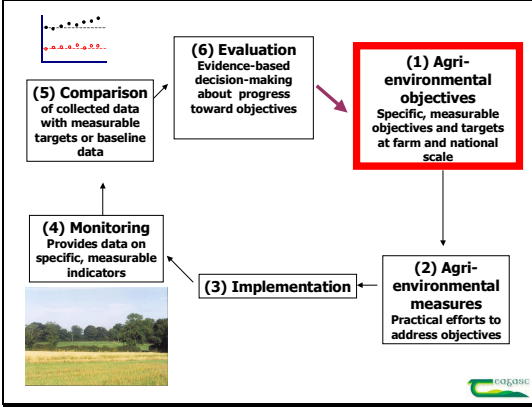 (1) Agri-
environmental
objectives
Specific, measurable
objectives and targets
at farm and national
scale
(2) Agri-
environmental
measures
Practical efforts to
address objectives
(3) Implementation
(4) Monitoring
Provides data on
specific, measurable
indicators
(5) Comparison
of collected data
with measurable
targets or baseline
data
(6) Evaluation
Evidence-based
decision-making
about progress
toward objectives
Teagasc